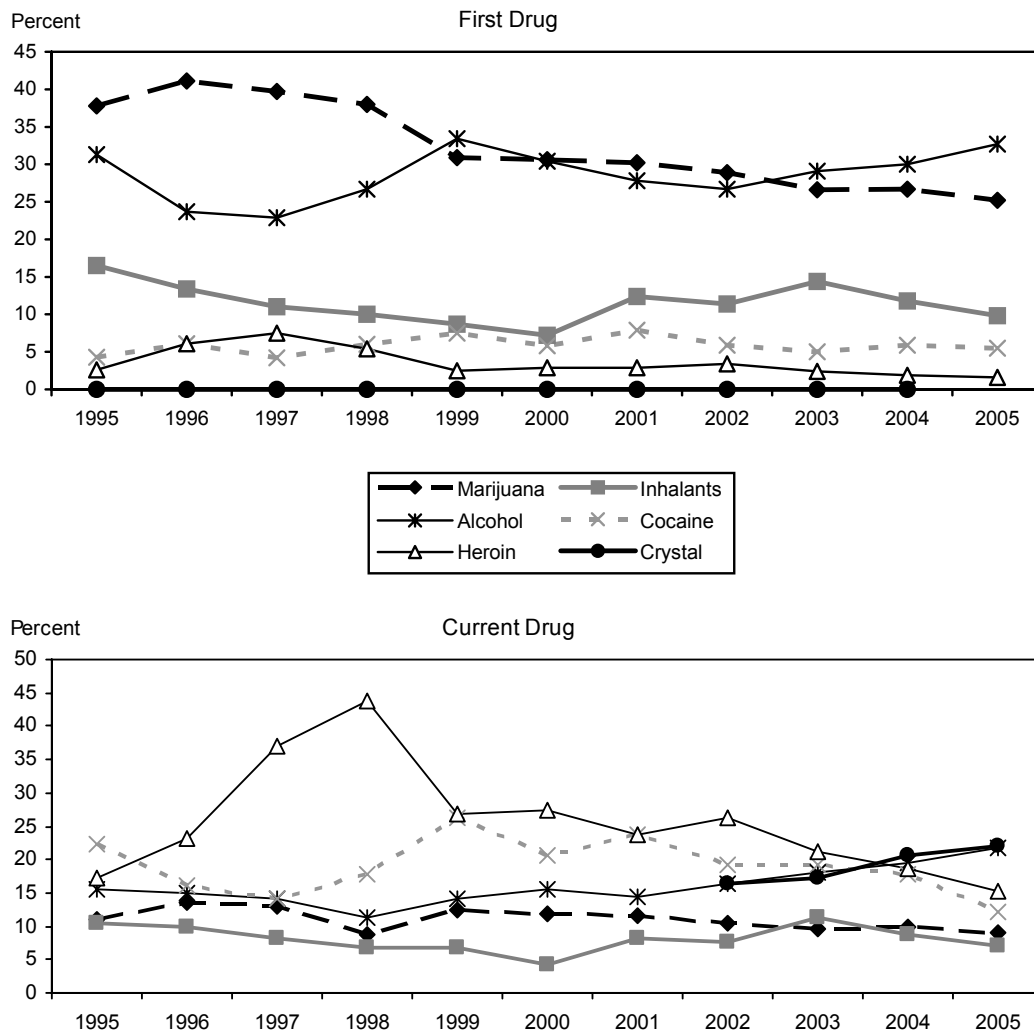 Percent
First Drug
45
40
35
30
25
20
15
10
5
0
1995 1996 1997 1998 1999 2000 2001 2002 2003 2004 2005
Marijuana Inhalants
Alcohol Cocaine
Heroin Crystal
Percent
Current Drug
50
45
40
35
30
25
20
15
10
5
0
1995 1996 1997 1998 1999 2000 2001 2002 2003 2004 2005